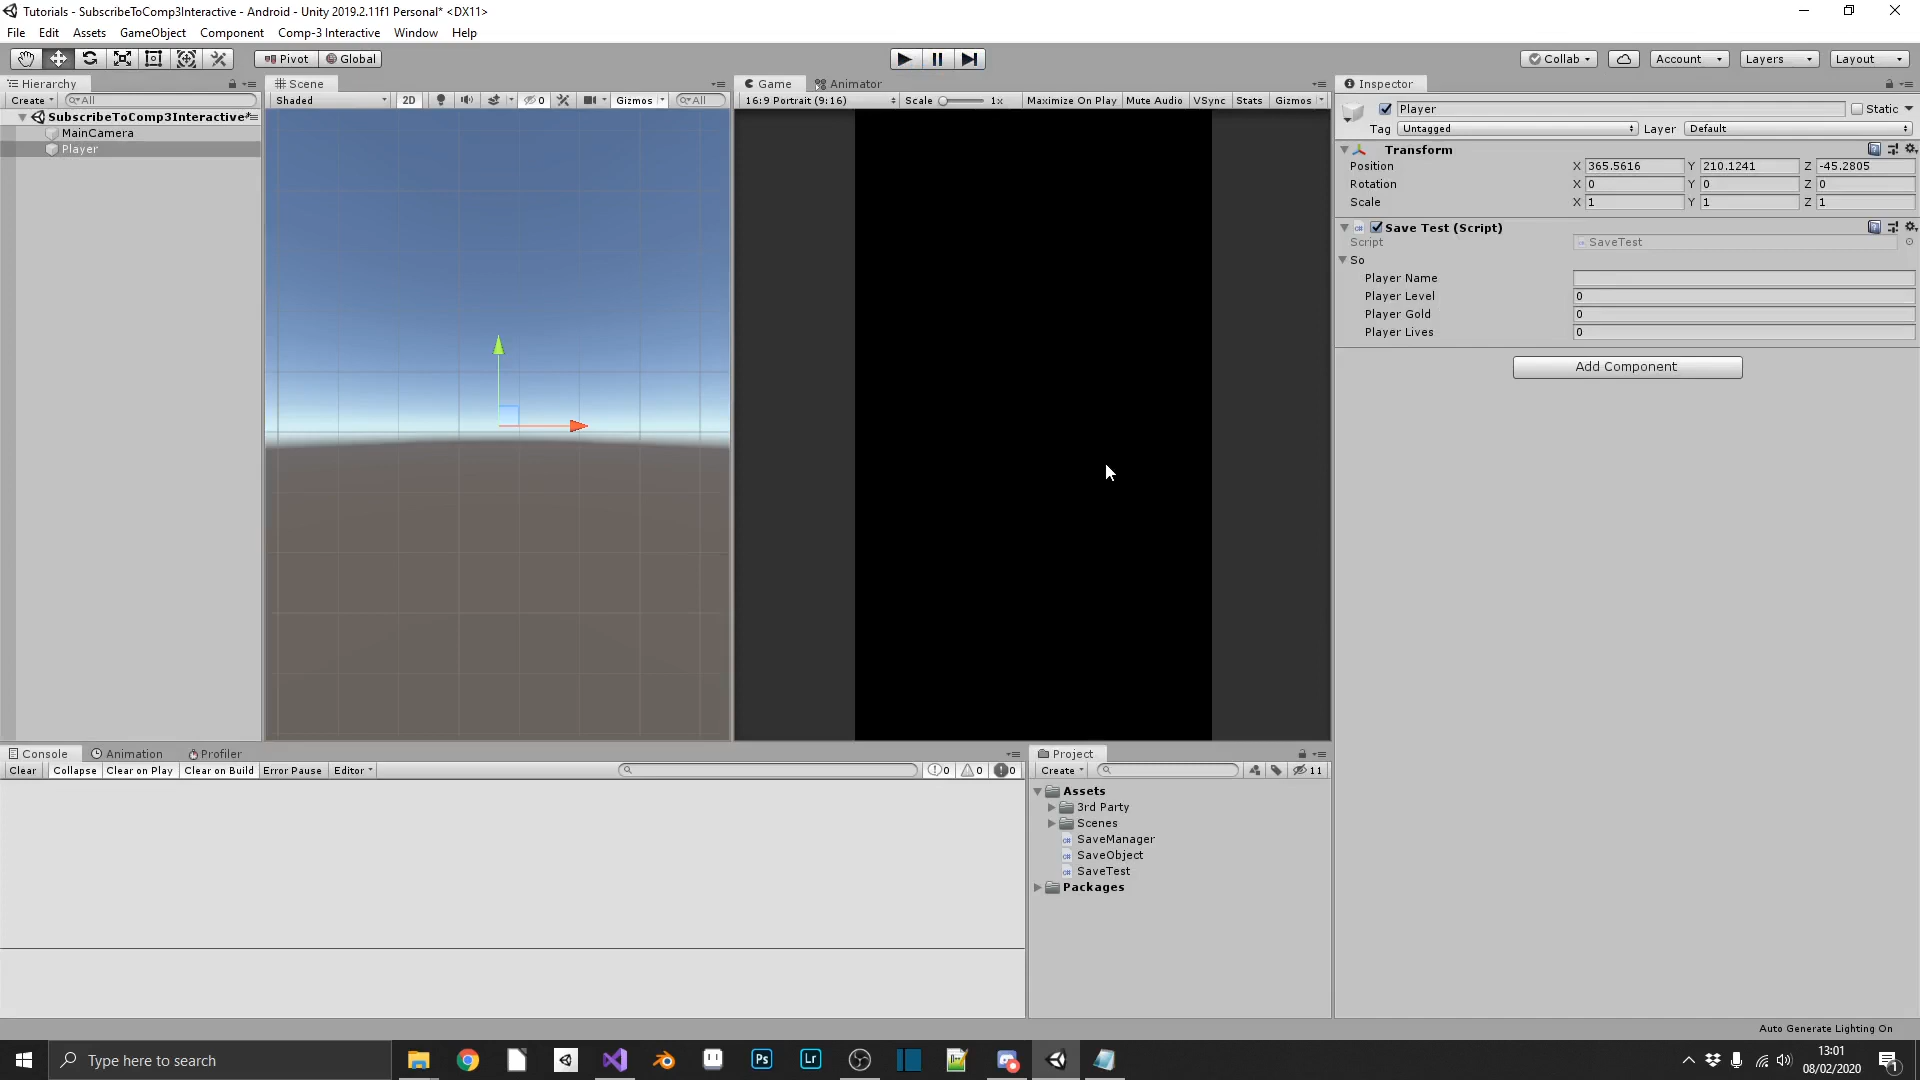 Tutorials - SubscribeToComp3Interactive - Android - Unity 2019.2.11f1 Personal* <DX11>
File Edit Assets GameObject Component Comp-3 Interactive Window Help
Pivot Global Collab Account Layers Layout
Hierarchy Scene Game Animator Inspector
Create All Shaded 2D 0 Gizmos All 16:9 Portrait (9:16) Scale 1x Maximize On Play Mute Audio VSync Stats Gizmos
Player Static
SubscribeToComp3Interactive*
Tag Untagged Layer Default
MainCamera
Player
Transform
Position X 365.5616 Y 210.1241 Z -45.2805
Rotation X 0 Y 0 Z 0
Scale X 1 Y 1 Z 1
Save Test (Script)
Script SaveTest
So
Player Name
Player Level 0
Player Gold 0
Player Lives 0
Add Component
Console Animation Profiler Project
Clear Collapse Clear on Play Clear on Build Error Pause Editor 0 0 0 Create 11
Assets
3rd Party
Scenes
SaveManager
SaveObject
SaveTest
Packages
Auto Generate Lighting On
Type here to search Ps Lr 13:01
08/02/2020 1